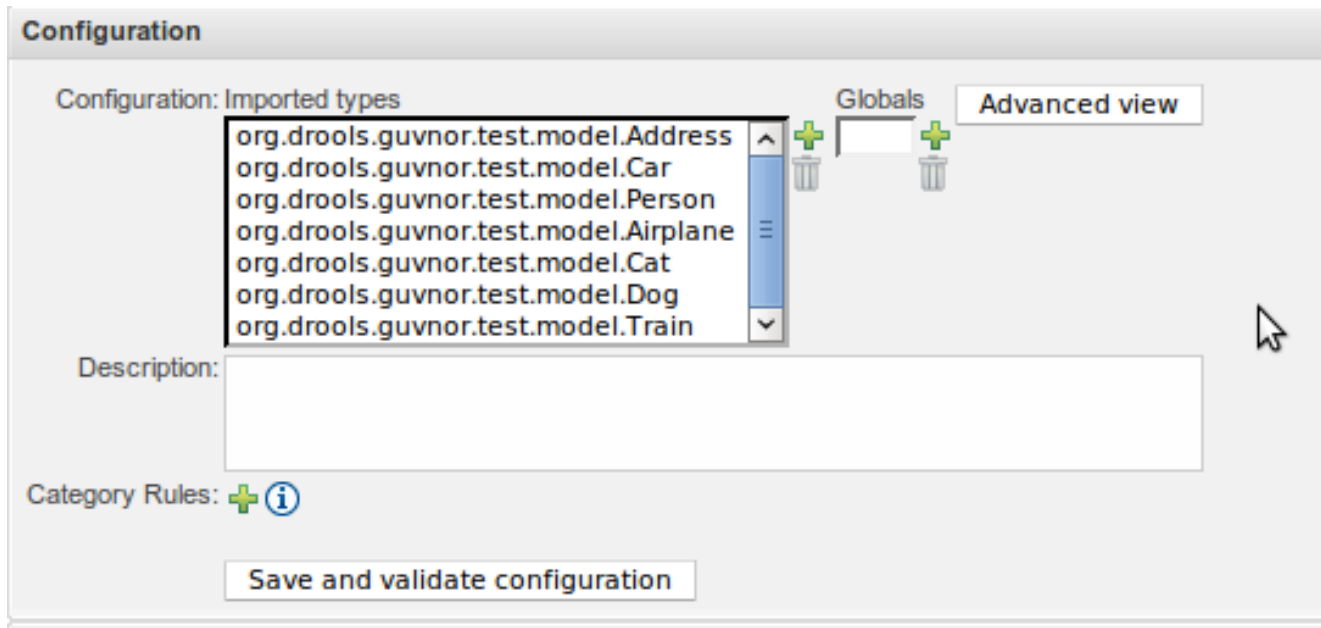 Configuration
Configuration: Imported types Globals Advanced view
org.drools.guvnor.test.model.Address
org.drools.guvnor.test.model.Car
org.drools.guvnor.test.model.Person
org.drools.guvnor.test.model.Airplane
org.drools.guvnor.test.model.Cat
org.drools.guvnor.test.model.Dog
org.drools.guvnor.test.model.Train
Description:
Category Rules:
Save and validate configuration